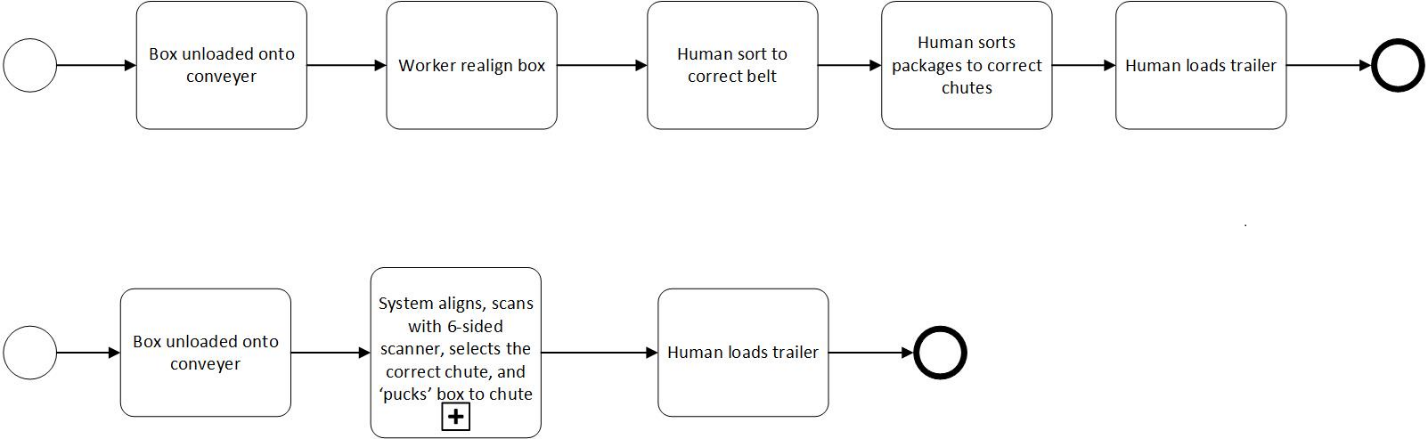 Box unloaded onto
conveyer
Worker realign box
Human sort to
correct belt
Human sorts
packages to correct
chutes
Human loads trailer
.
Box unloaded onto
conveyer
System aligns, scans
with 6-sided
scanner, selects the
correct chute, and
‘pucks’ box to chute
Human loads trailer